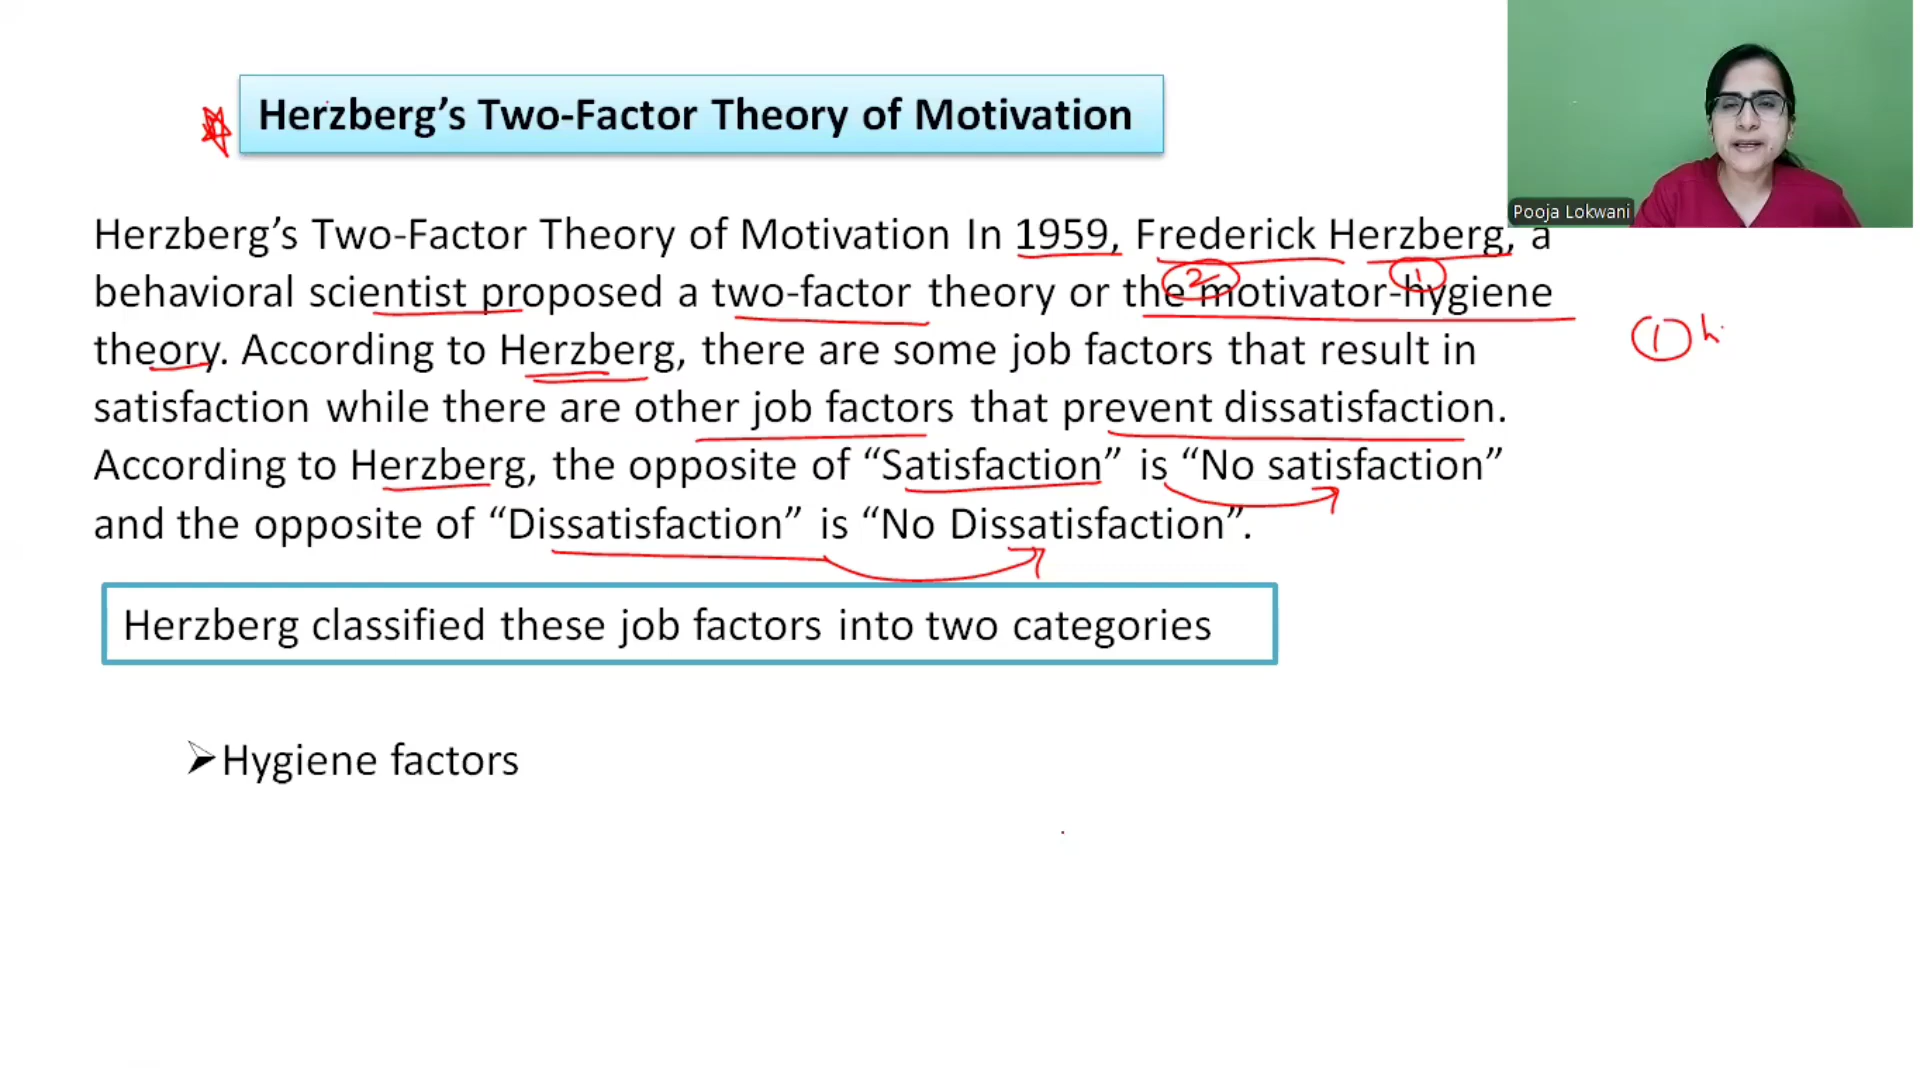 Herzberg’s Two-Factor Theory of Motivation
Pooja Lokwani
Herzberg’s Two-Factor Theory of Motivation In 1959, Frederick Herzberg, a
behavioral scientist proposed a two-factor theory or the motivator-hygiene
2 1
theory. According to Herzberg, there are some job factors that result in
1 h
satisfaction while there are other job factors that prevent dissatisfaction.
According to Herzberg, the opposite of “Satisfaction” is “No satisfaction”
and the opposite of “Dissatisfaction” is “No Dissatisfaction”.
Herzberg classified these job factors into two categories
➢Hygiene factors